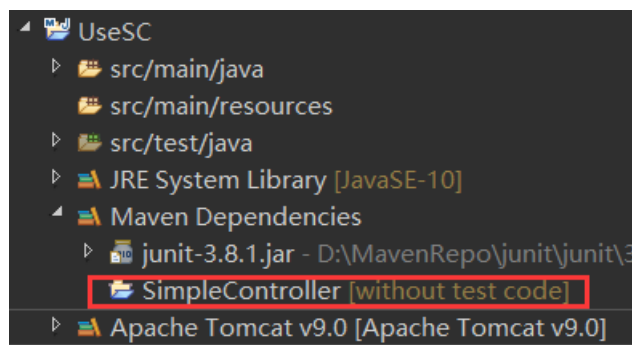 UseSC
src/main/java
src/main/resources
src/test/java
JRE System Library [JavaSE-10]
Maven Dependencies
junit-3.8.1.jar - D:\MavenRepo\junit\junit\3
SimpleController [without test code]
Apache Tomcat v9.0 [Apache Tomcat v9.0]